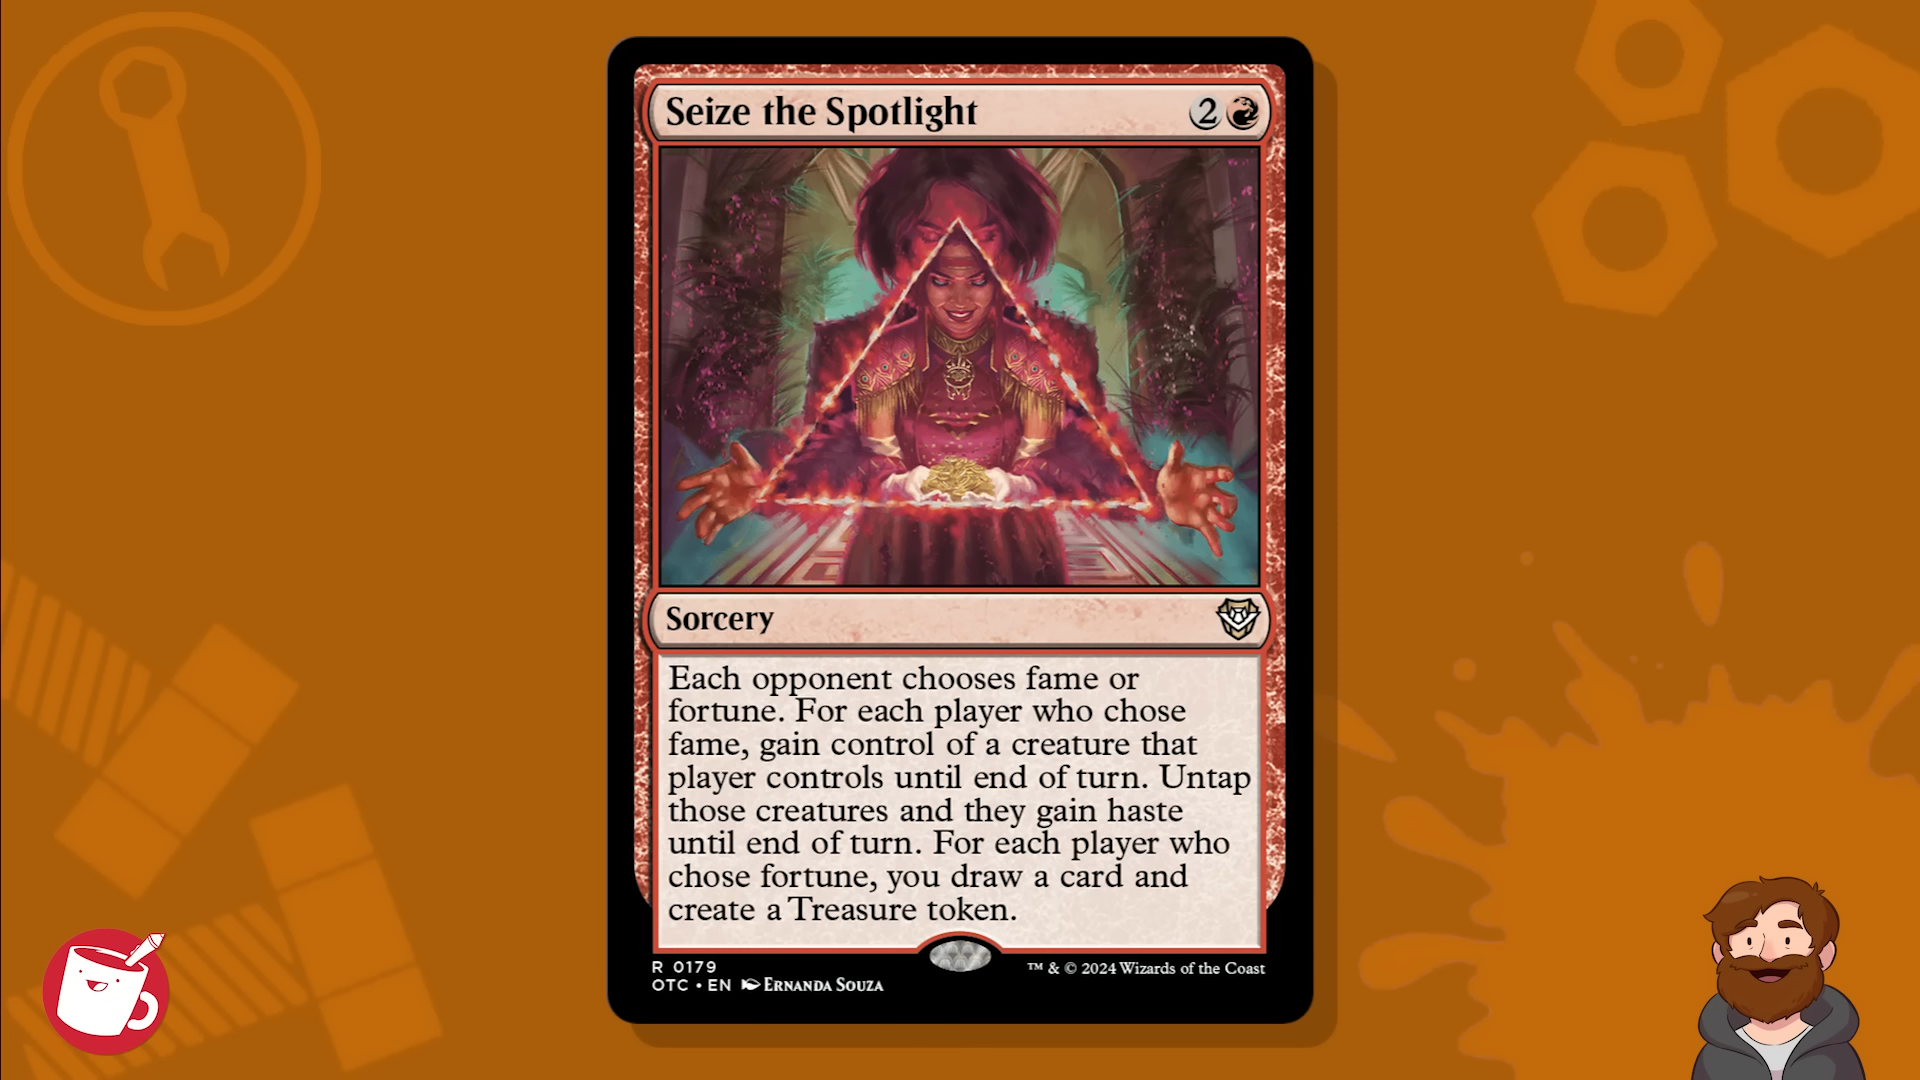 Seize the Spotlight 2
Sorcery
Each opponent chooses fame or
fortune. For each player who chose
fame, gain control of a creature that
player controls until end of turn. Untap
those creatures and they gain haste
until end of turn. For each player who
chose fortune, you draw a card and
create a Treasure token.
R 0179
™ & © 2024 Wizards of the Coast
OTC • EN Ernanda Souza